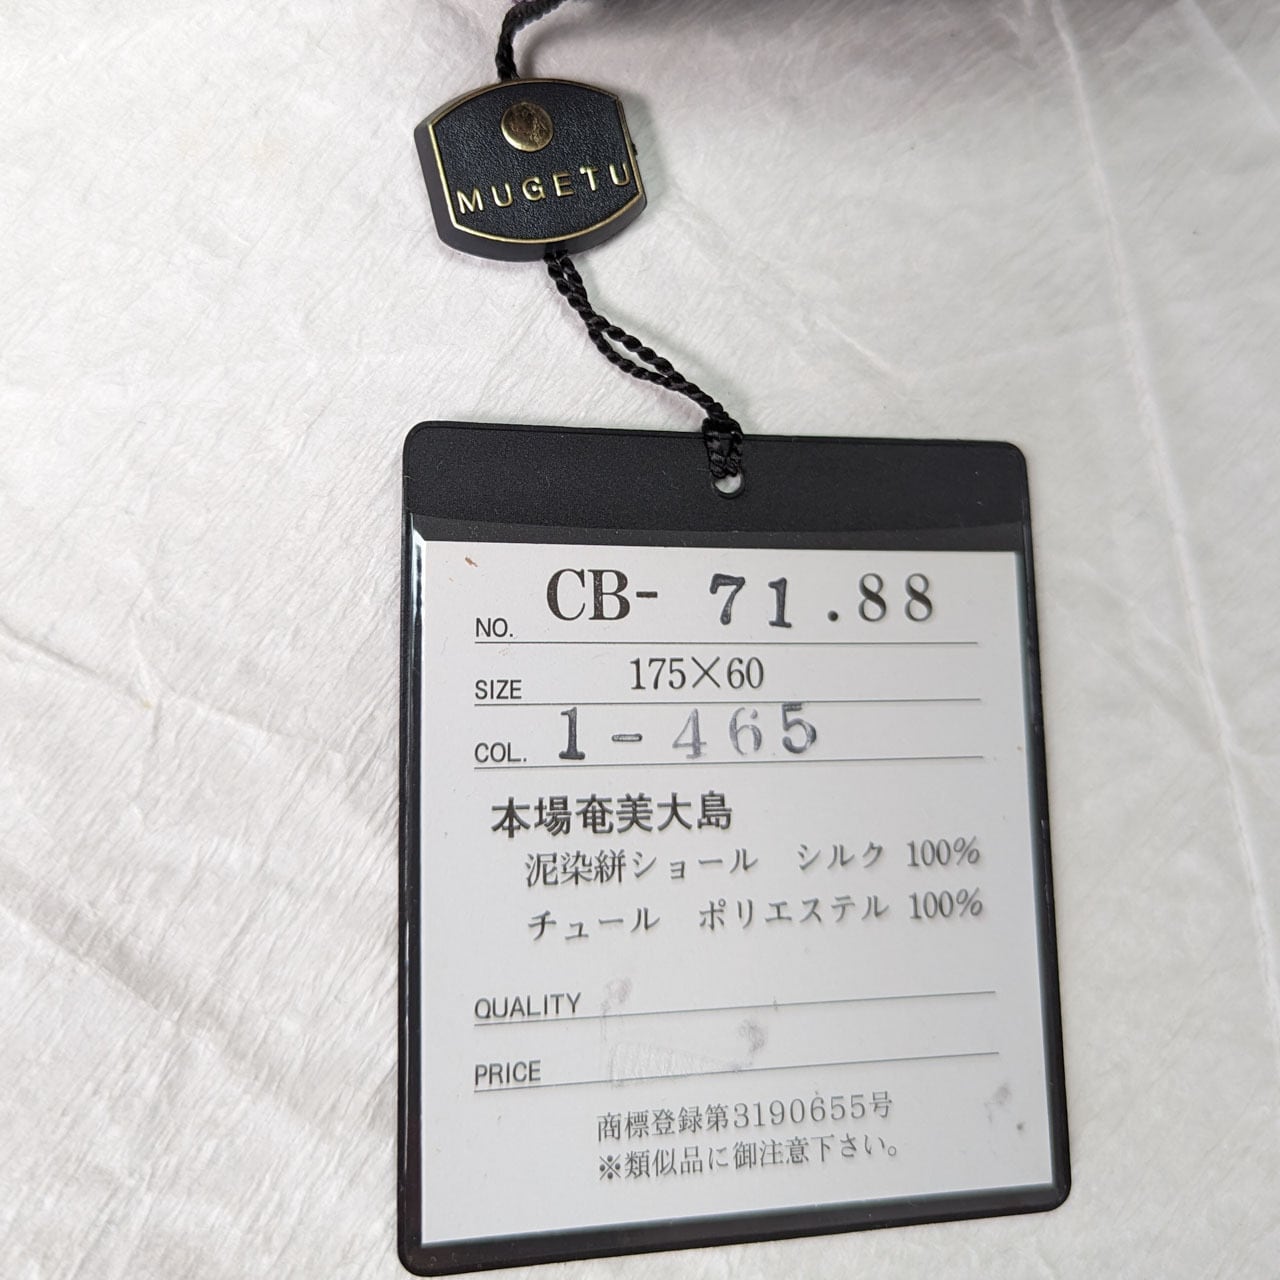 MUGETU
NO. CB- 71.88
SIZE 175×60
COL. 1-465
本場奄美大島
泥染絣ショール シルク 100%
チュール ポリエステル 100%
QUALITY
PRICE
商標登録第3190655号
※類似品に御注意下さい。